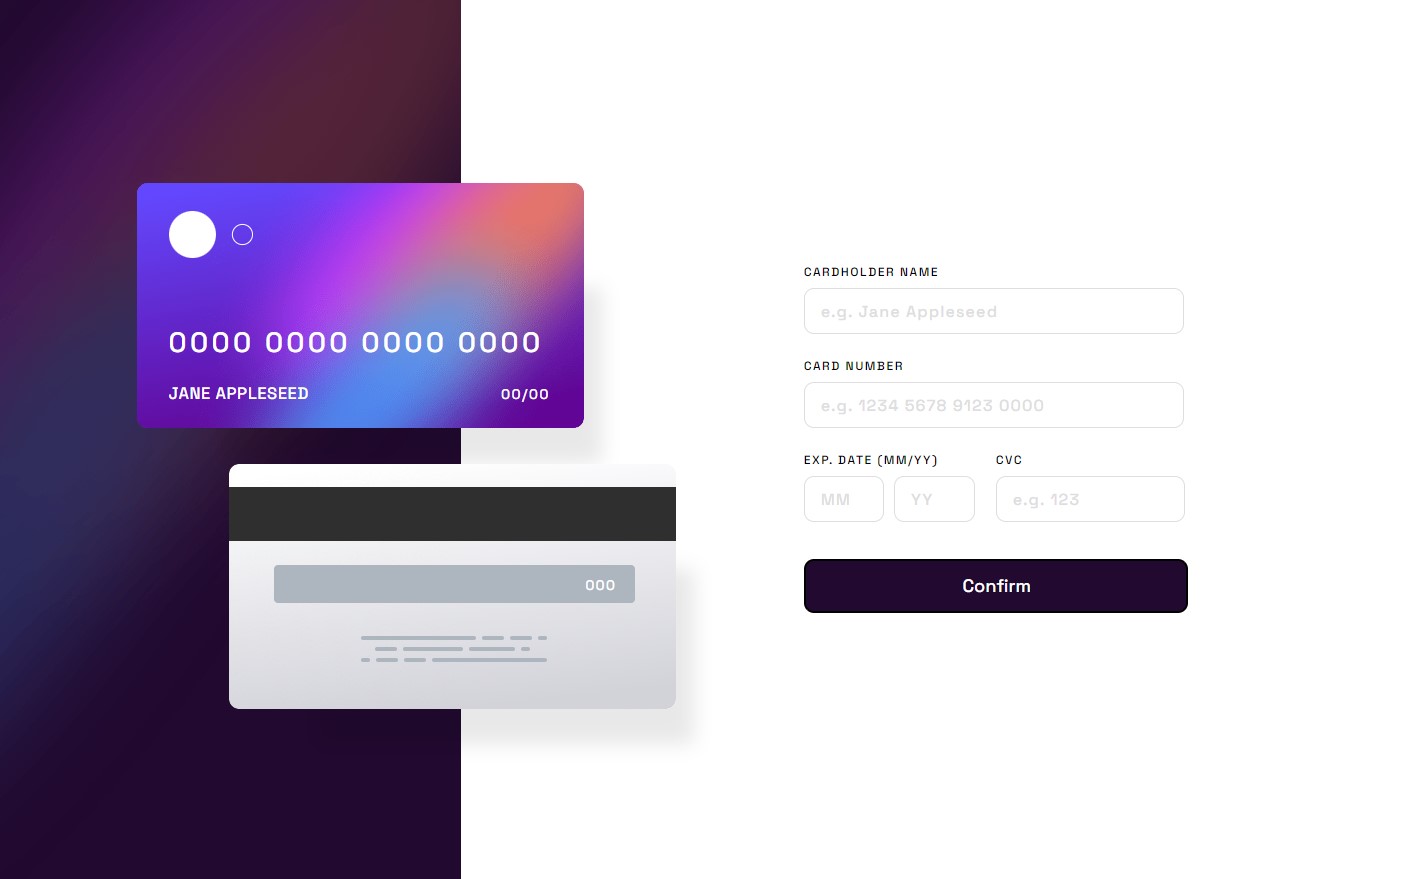 0000 0000 0000 0000
JANE APPLESEED 00/00
000
CARDHOLDER NAME
e.g. Jane Appleseed
CARD NUMBER
e.g. 1234 5678 9123 0000
EXP. DATE (MM/YY) CVC
MM YY e.g. 123
Confirm